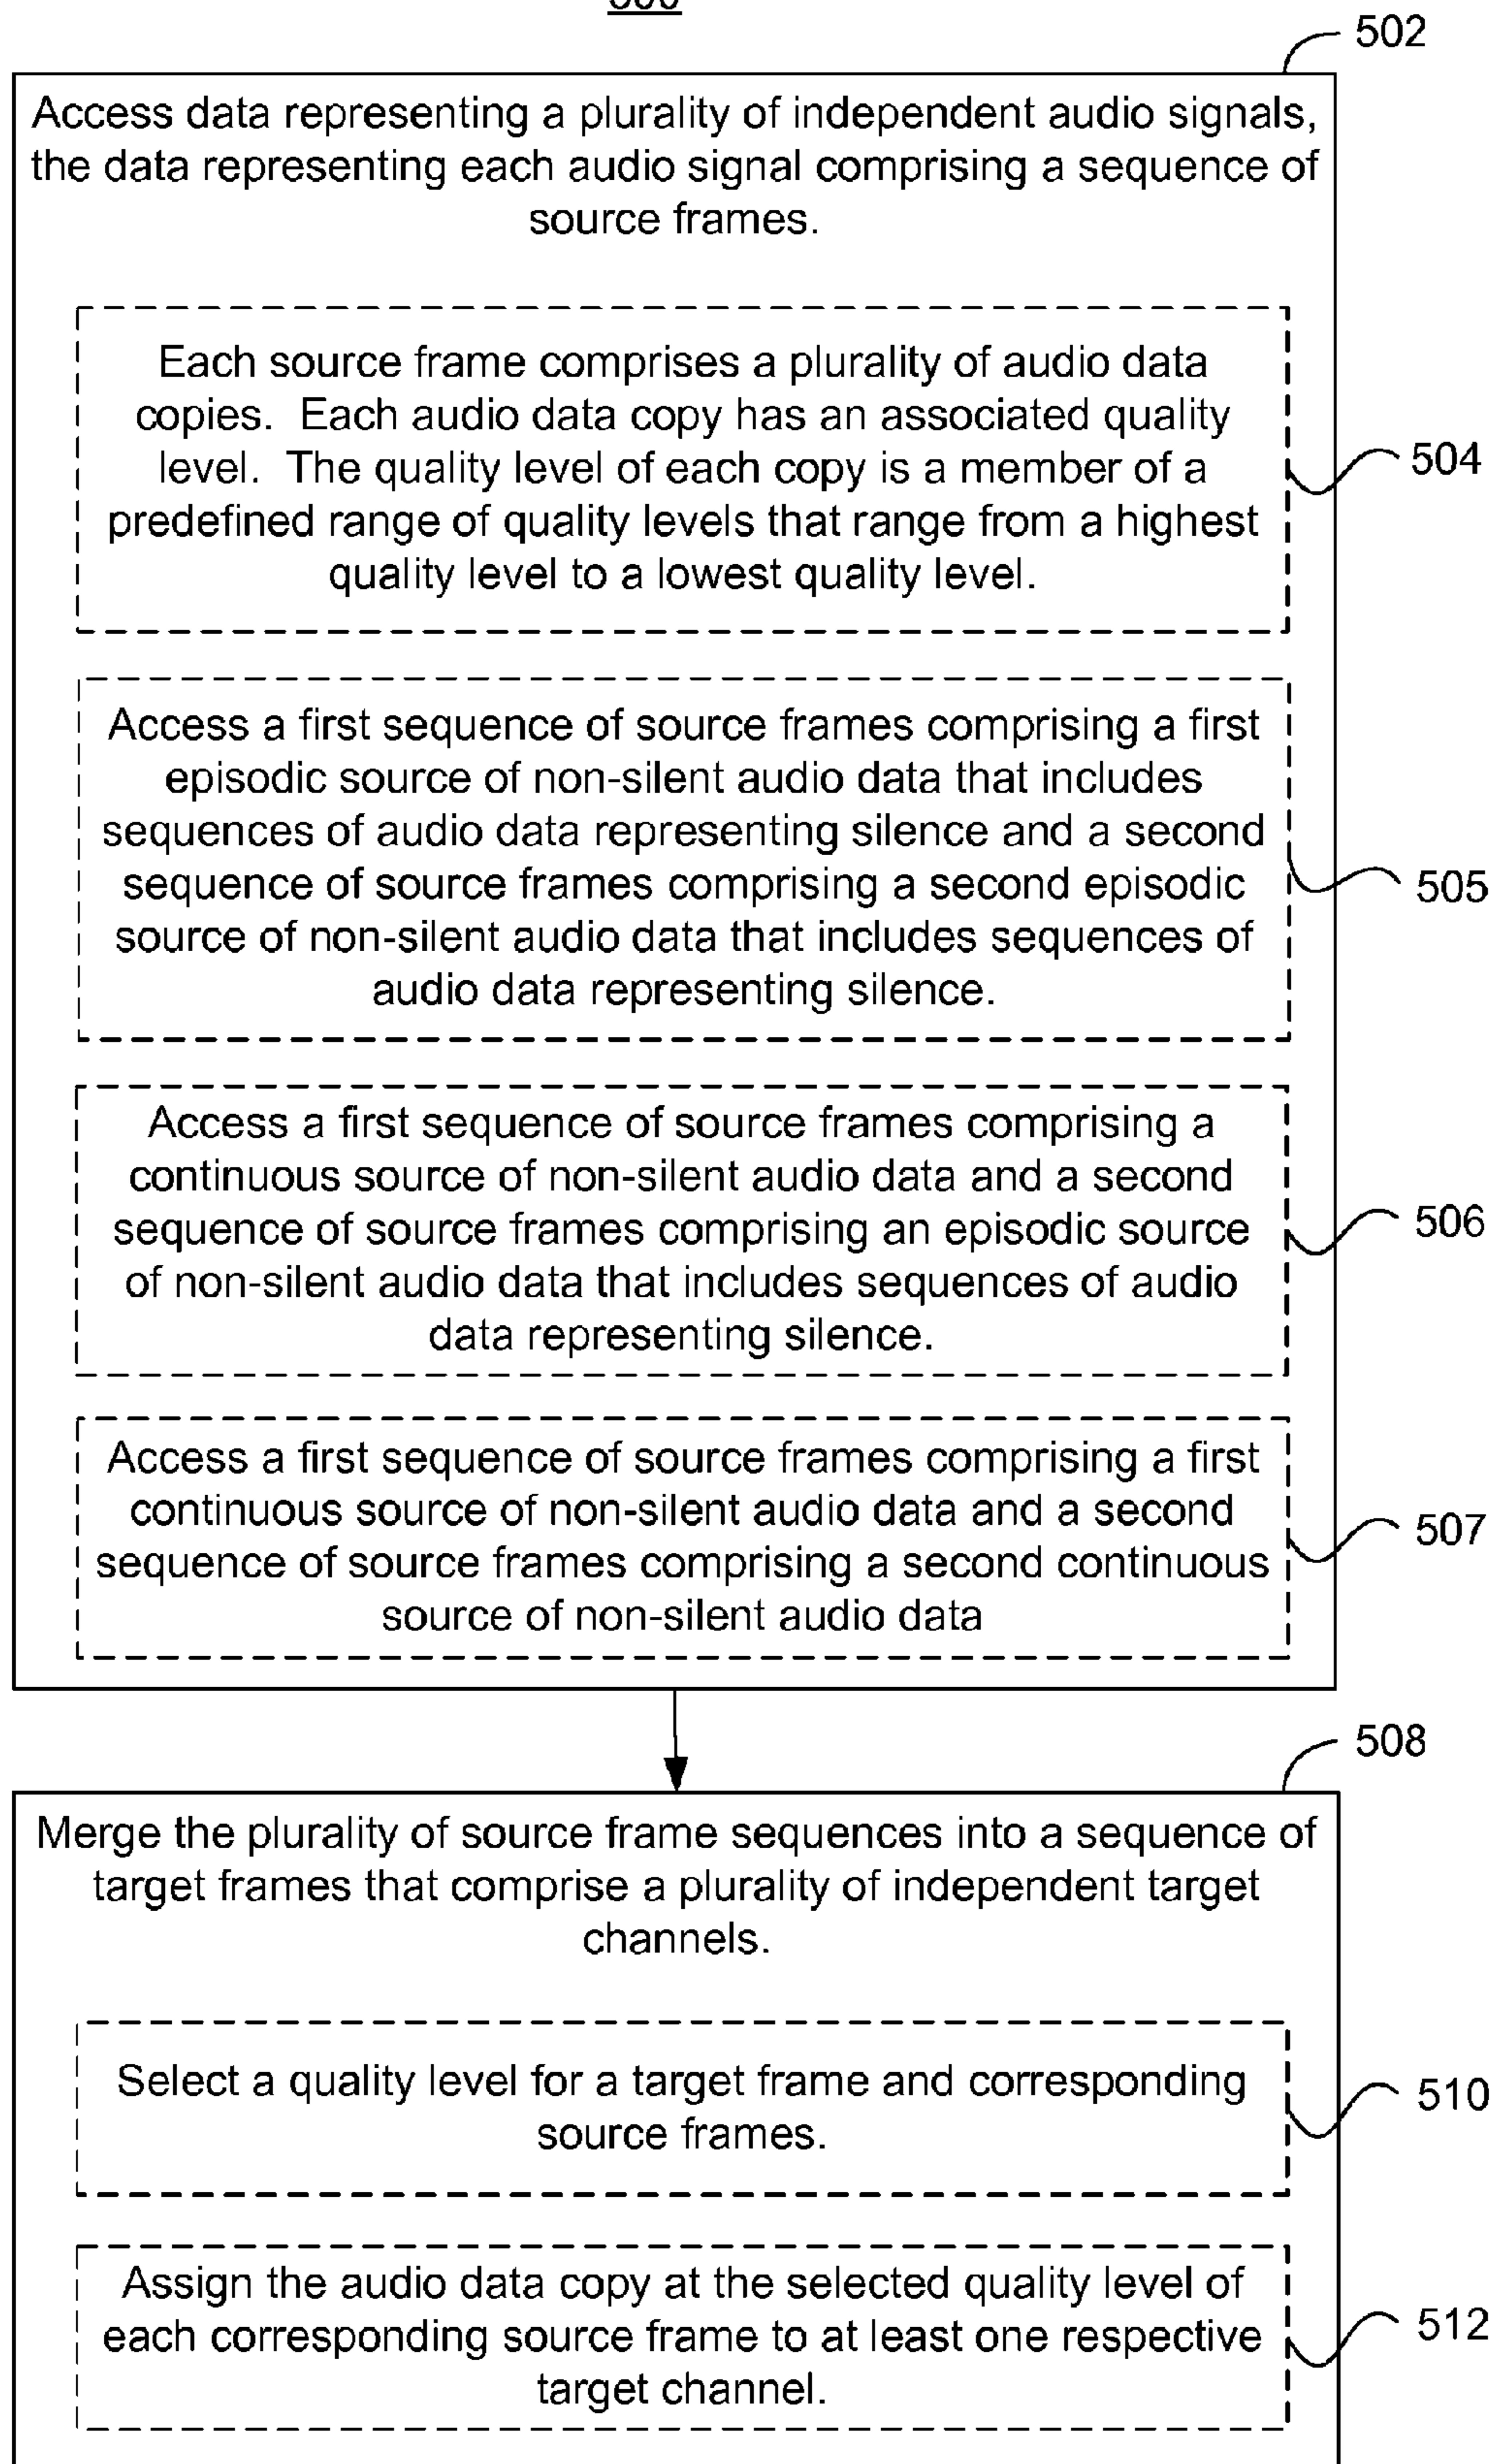 502
Access data representing a plurality of independent audio signals,
the data representing each audio signal comprising a sequence of
source frames.
Each source frame comprises a plurality of audio data
copies. Each audio data copy has an associated quality
level. The quality level of each copy is a member of a
predefined range of quality levels that range from a highest
quality level to a lowest quality level.
504
Access a first sequence of source frames comprising a first
episodic source of non-silent audio data that includes
sequences of audio data representing silence and a second
sequence of source frames comprising a second episodic
source of non-silent audio data that includes sequences of
audio data representing silence.
505
Access a first sequence of source frames comprising a
continuous source of non-silent audio data and a second
sequence of source frames comprising an episodic source
of non-silent audio data that includes sequences of audio
data representing silence.
506
Access a first sequence of source frames comprising a first
continuous source of non-silent audio data and a second
sequence of source frames comprising a second continuous
source of non-silent audio data
507
508
Merge the plurality of source frame sequences into a sequence of
target frames that comprise a plurality of independent target
channels.
Select a quality level for a target frame and corresponding
source frames.
510
Assign the audio data copy at the selected quality level of
each corresponding source frame to at least one respective
target channel.
512